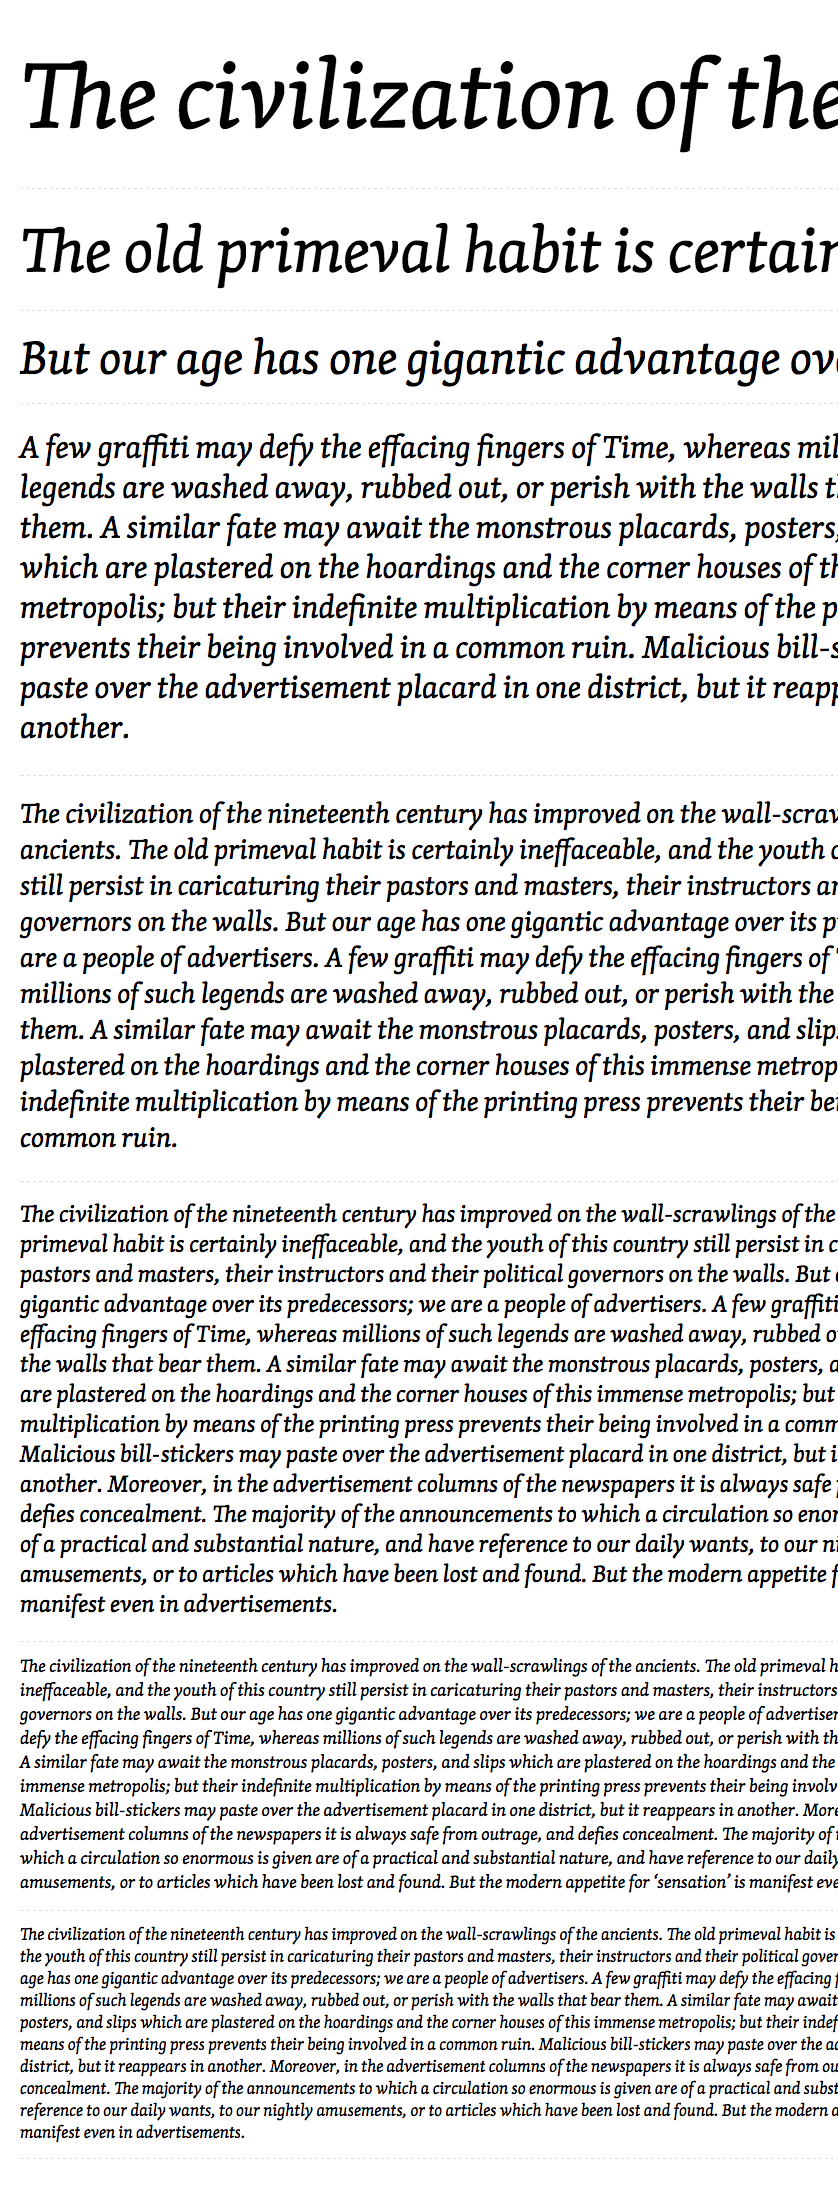 The civilization of the
The old primeval habit is certain
But our age has one gigantic advantage ove
A few graffiti may defy the effacing fingers of Time, whereas mil
legends are washed away, rubbed out, or perish with the walls th
them. A similar fate may await the monstrous placards, posters,
which are plastered on the hoardings and the corner houses of th
metropolis; but their indefinite multiplication by means of the p
prevents their being involved in a common ruin. Malicious bill-s
paste over the advertisement placard in one district, but it reapp
another.
The civilization of the nineteenth century has improved on the wall-scraw
ancients. The old primeval habit is certainly ineffaceable, and the youth o
still persist in caricaturing their pastors and masters, their instructors an
governors on the walls. But our age has one gigantic advantage over its p
are a people of advertisers. A few graffiti may defy the effacing fingers of
millions of such legends are washed away, rubbed out, or perish with the
them. A similar fate may await the monstrous placards, posters, and slips
plastered on the hoardings and the corner houses of this immense metrop
indefinite multiplication by means of the printing press prevents their bei
common ruin.
The civilization of the nineteenth century has improved on the wall-scrawlings of the
primeval habit is certainly ineffaceable, and the youth of this country still persist in c
pastors and masters, their instructors and their political governors on the walls. But
gigantic advantage over its predecessors; we are a people of advertisers. A few graffiti
effacing fingers of Time, whereas millions of such legends are washed away, rubbed o
the walls that bear them. A similar fate may await the monstrous placards, posters, a
are plastered on the hoardings and the corner houses of this immense metropolis; but
multiplication by means of the printing press prevents their being involved in a comm
Malicious bill-stickers may paste over the advertisement placard in one district, but i
another. Moreover, in the advertisement columns of the newspapers it is always safe
defies concealment. The majority of the announcements to which a circulation so enor
of a practical and substantial nature, and have reference to our daily wants, to our ni
amusements, or to articles which have been lost and found. But the modern appetite f
manifest even in advertisements.
The civilization of the nineteenth century has improved on the wall-scrawlings of the ancients. The old primeval h
ineffaceable, and the youth of this country still persist in caricaturing their pastors and masters, their instructors
governors on the walls. But our age has one gigantic advantage over its predecessors; we are a people of advertiser
defy the effacing fingers of Time, whereas millions of such legends are washed away, rubbed out, or perish with th
A similar fate may await the monstrous placards, posters, and slips which are plastered on the hoardings and the
immense metropolis; but their indefinite multiplication by means of the printing press prevents their being involv
Malicious bill-stickers may paste over the advertisement placard in one district, but it reappears in another. More
advertisement columns of the newspapers it is always safe from outrage, and defies concealment. The majority of t
which a circulation so enormous is given are of a practical and substantial nature, and have reference to our daily
amusements, or to articles which have been lost and found. But the modern appetite for ‘sensation’ is manifest eve
The civilization of the nineteenth century has improved on the wall-scrawlings of the ancients. The old primeval habit is
the youth of this country still persist in caricaturing their pastors and masters, their instructors and their political gover
age has one gigantic advantage over its predecessors; we are a people of advertisers. A few graffiti may defy the effacing f
millions of such legends are washed away, rubbed out, or perish with the walls that bear them. A similar fate may await
posters, and slips which are plastered on the hoardings and the corner houses of this immense metropolis; but their indef
means of the printing press prevents their being involved in a common ruin. Malicious bill-stickers may paste over the ad
district, but it reappears in another. Moreover, in the advertisement columns of the newspapers it is always safe from ou
concealment. The majority of the announcements to which a circulation so enormous is given are of a practical and subst
reference to our daily wants, to our nightly amusements, or to articles which have been lost and found. But the modern a
manifest even in advertisements.